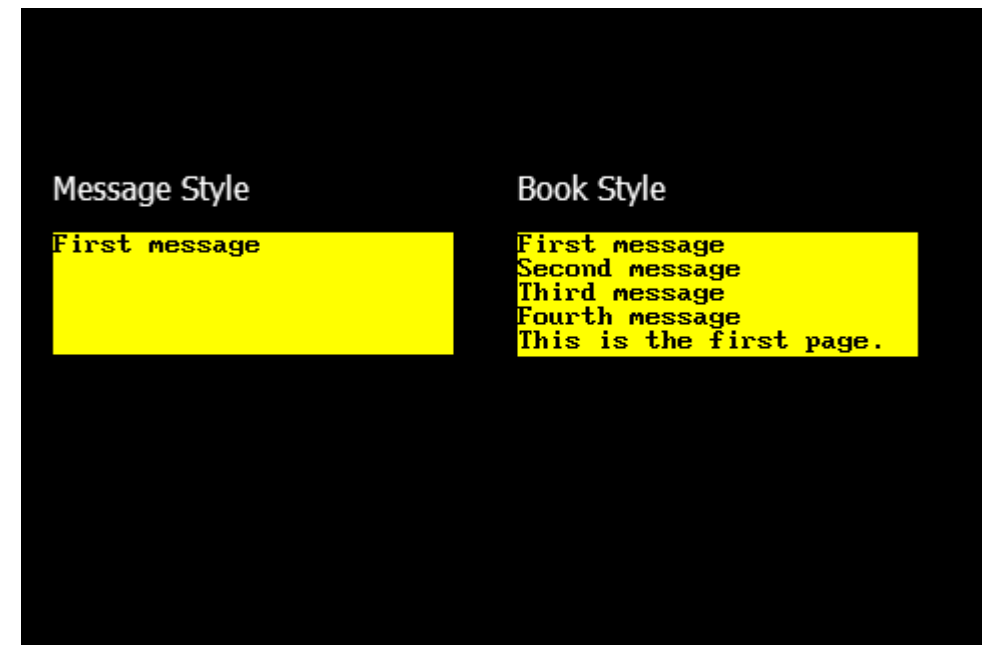 Message Style
First message
Book Style
First message
Second message
Third message
Fourth message
This is the first page.